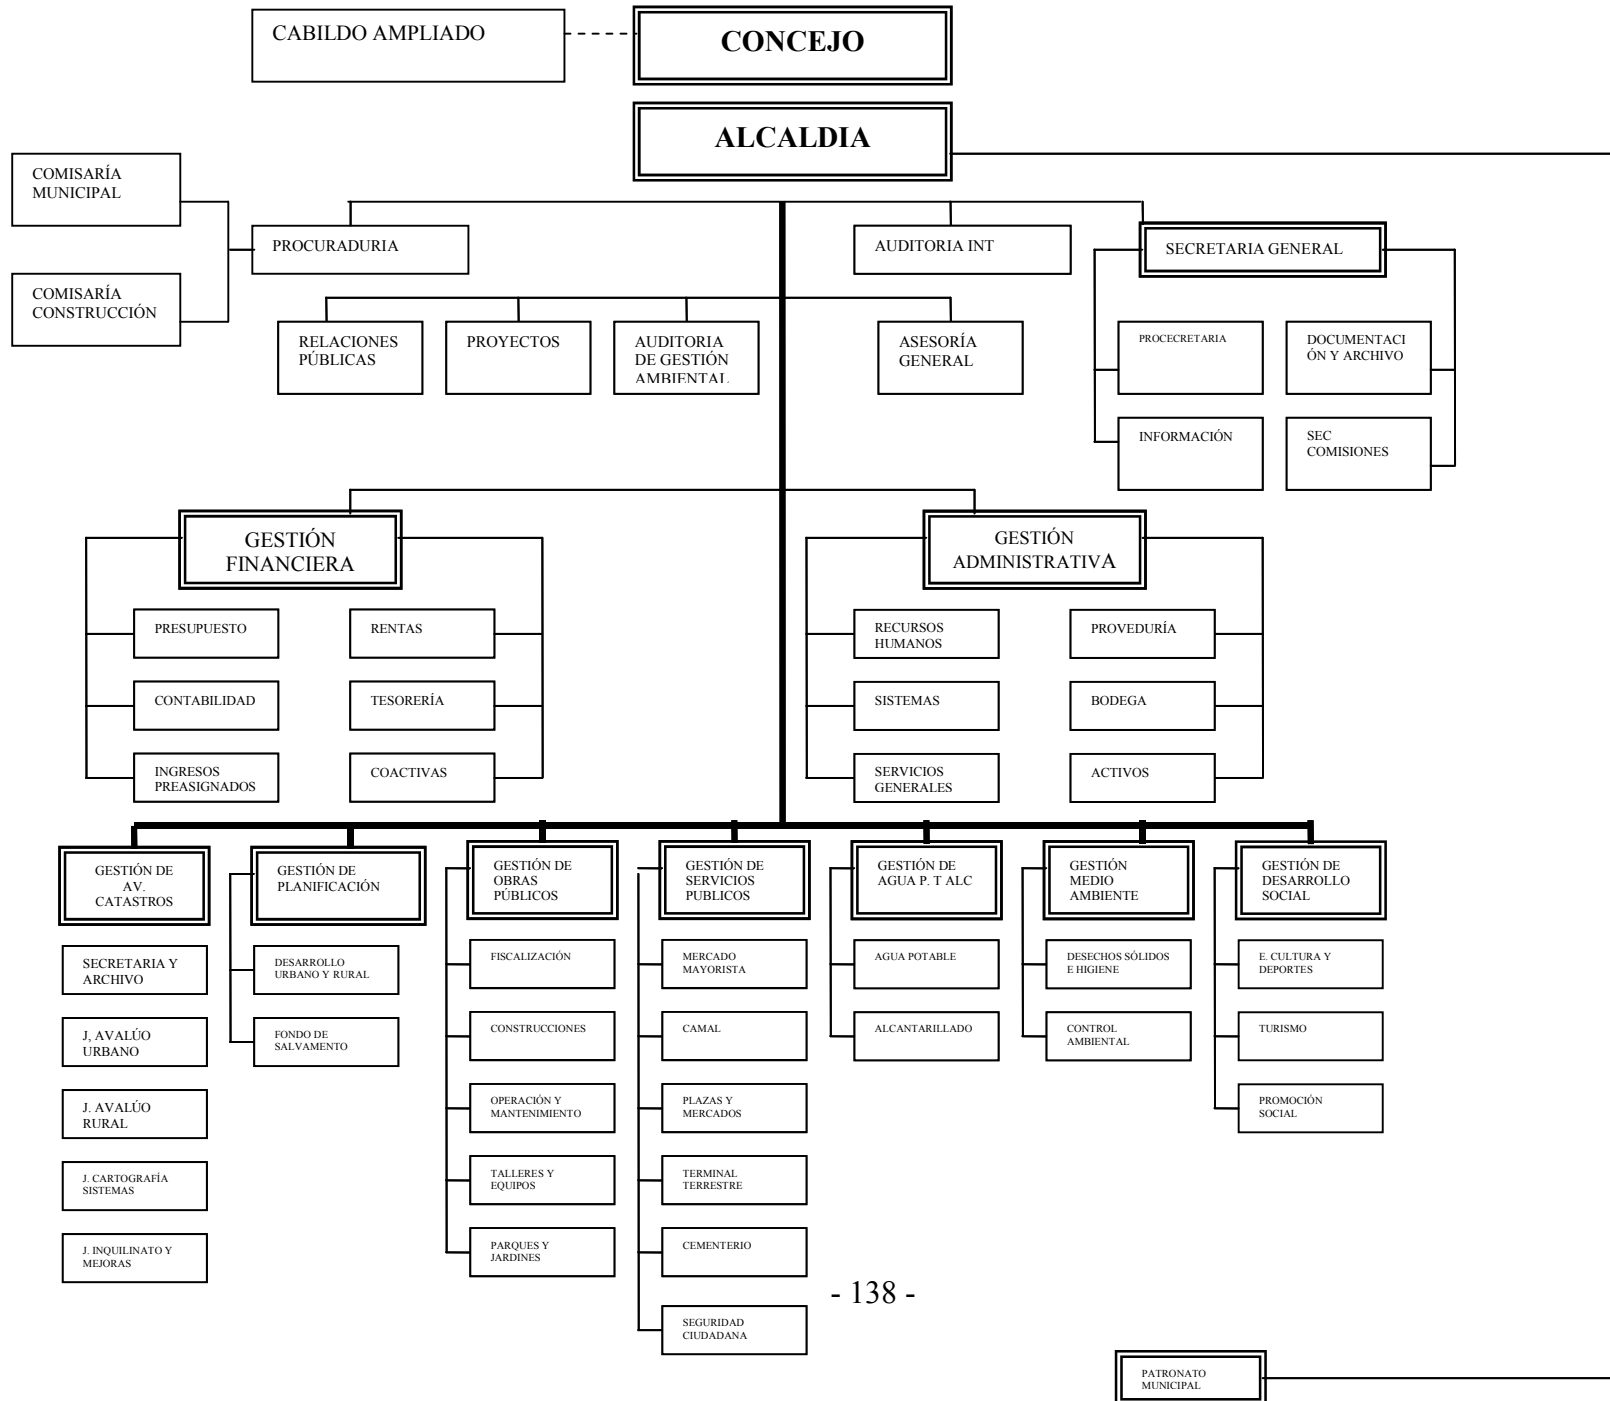 CABILDO AMPLIADO
CONCEJO
ALCALDIA
COMISARÍA
MUNICIPAL
COMISARÍA
CONSTRUCCIÓN
PROCURADURIA
AUDITORIA INT
SECRETARIA GENERAL
RELACIONES
PÚBLICAS
PROYECTOS
AUDITORIA
DE GESTIÓN
AMBIENTAL
ASESORÍA
GENERAL
PROCECRETARIA
DOCUMENTACI
ÓN Y ARCHIVO
INFORMACIÓN
SEC
COMISIONES
GESTIÓN
FINANCIERA
GESTIÓN
ADMINISTRATIVA
PRESUPUESTO
RENTAS
CONTABILIDAD
TESORERÍA
INGRESOS
PREASIGNADOS
COACTIVAS
RECURSOS
HUMANOS
PROVEDURÍA
SISTEMAS
BODEGA
SERVICIOS
GENERALES
ACTIVOS
GESTIÓN DE
AV.
CATASTROS
SECRETARIA Y
ARCHIVO
J, AVALÚO
URBANO
J. AVALÚO
RURAL
J. CARTOGRAFÍA
SISTEMAS
J. INQUILINATO Y
MEJORAS
GESTIÓN DE
PLANIFICACIÓN
DESARROLLO
URBANO Y RURAL
FONDO DE
SALVAMENTO
GESTIÓN DE
OBRAS
PÚBLICOS
FISCALIZACIÓN
CONSTRUCCIONES
OPERACIÓN Y
MANTENIMIENTO
TALLERES Y
EQUIPOS
PARQUES Y
JARDINES
GESTIÓN DE
SERVICIOS
PUBLICOS
MERCADO
MAYORISTA
CAMAL
PLAZAS Y
MERCADOS
TERMINAL
TERRESTRE
CEMENTERIO
SEGURIDAD
CIUDADANA
GESTIÓN DE
AGUA P. T ALC
AGUA POTABLE
ALCANTARILLADO
GESTIÓN
MEDIO
AMBIENTE
DESECHOS SÓLIDOS
E HIGIENE
CONTROL
AMBIENTAL
GESTIÓN DE
DESARROLLO
SOCIAL
E. CULTURA Y
DEPORTES
TURISMO
PROMOCIÓN
SOCIAL
- 138 -
PATRONATO
MUNICIPAL